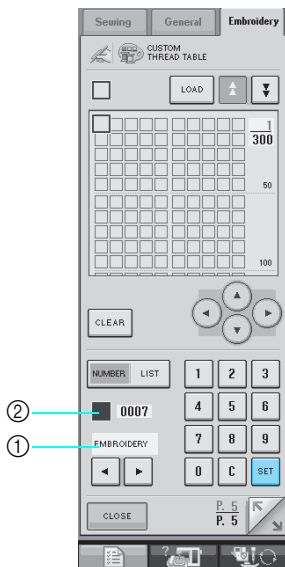 Sewing General Embroidery
CUSTOM
THREAD TABLE
LOAD
1
300
50
100
CLEAR
NUMBER LIST
1 2 3
② 0007
4 5 6
① EMBROIDERY
7 8 9
0 C SET
CLOSE
P. 5
P. 5
?